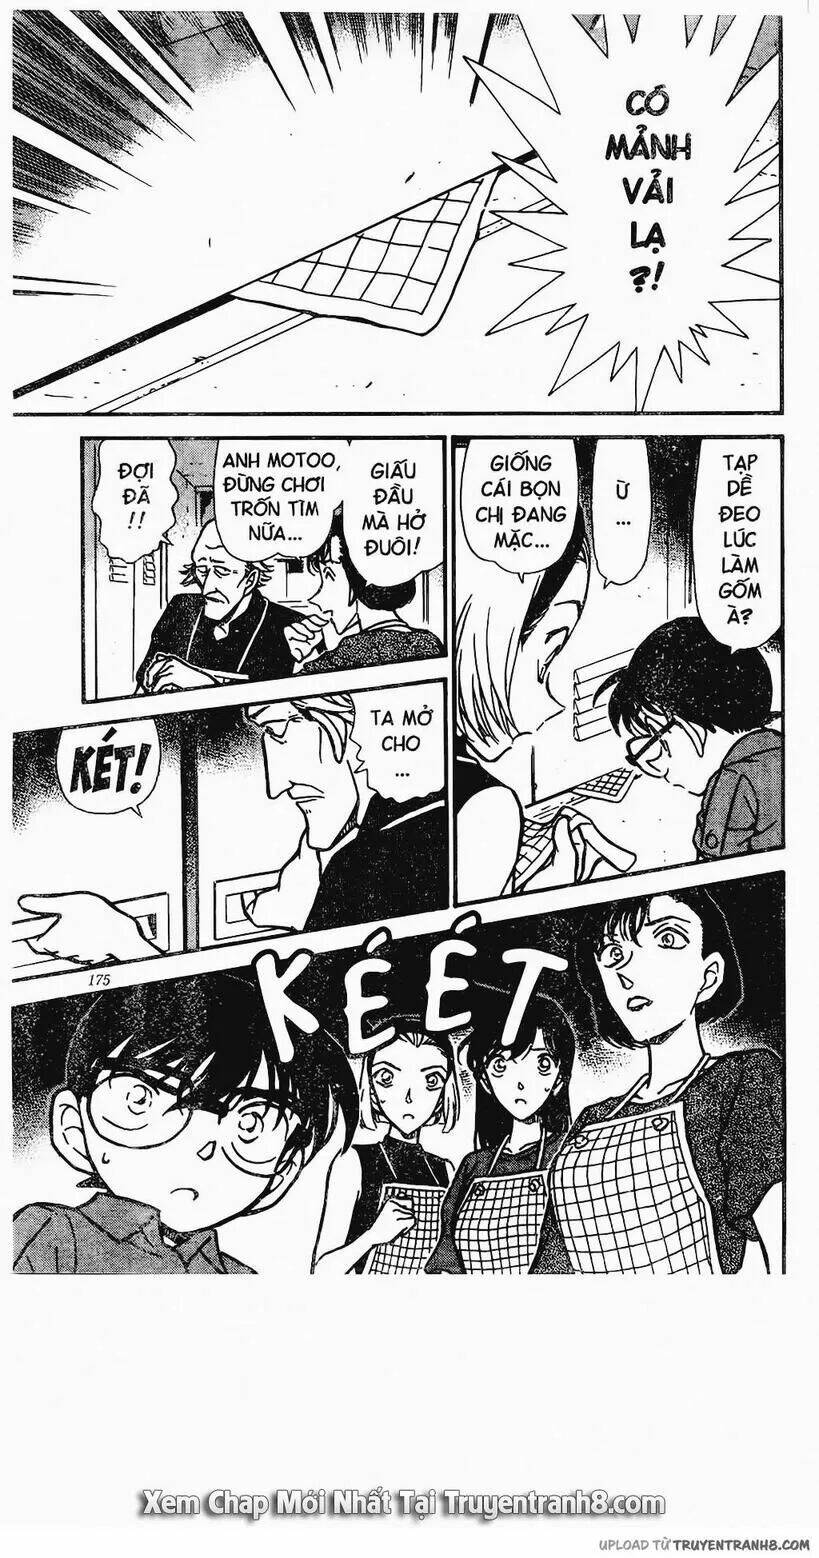 CÓ
MẢNH
VẢI
LẠ
?!
TẠP
DỀ
ĐEO
LÚC
LÀM
GỐM
À?
Ừ
...
GIỐNG
CÁI BỌN
CHỊ ĐANG
MẶC...
GIẤU
ĐẦU
MÀ HỞ
ĐUÔI!
ANH MOTOO,
ĐỪNG CHƠI
TRỐN TÌM
NỮA...
ĐỢI
ĐÃ
!!
TA MỞ
CHO
...
KÉT!
175
KÉÉT
Xem Chap Mới Nhất Tại Truyentranh8.com
UPLOAD TỪ TRUYENTRANH8.COM